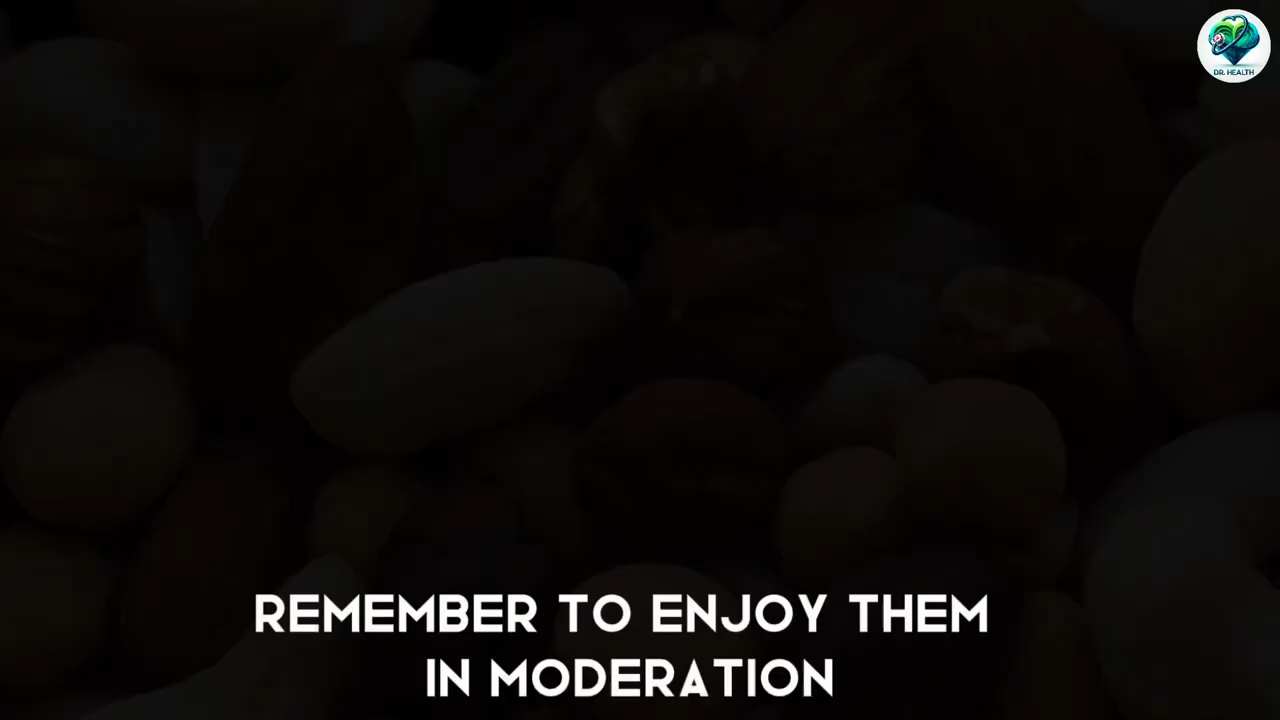 DR. HEALTH
REMEMBER TO ENJOY THEM
IN MODERATION